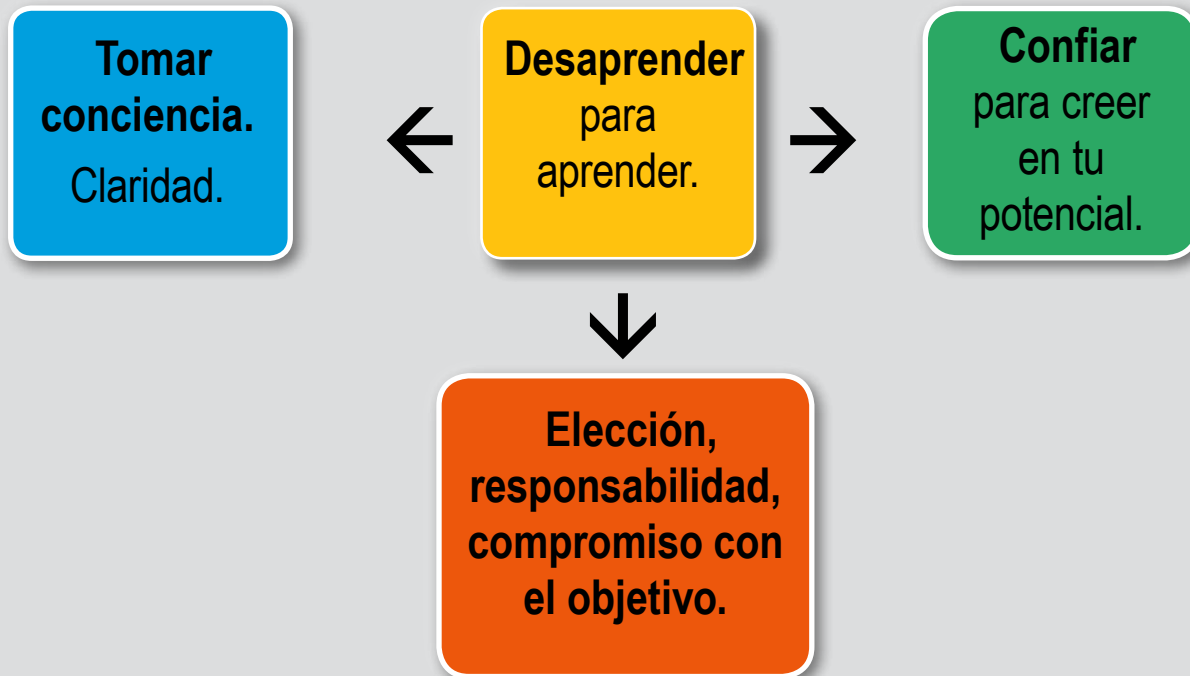 Tomar
conciencia.
Claridad.
Desaprender
para
aprender.
Confiar
para creer
en tu
potencial.
Elección,
responsabilidad,
compromiso con
el objetivo.